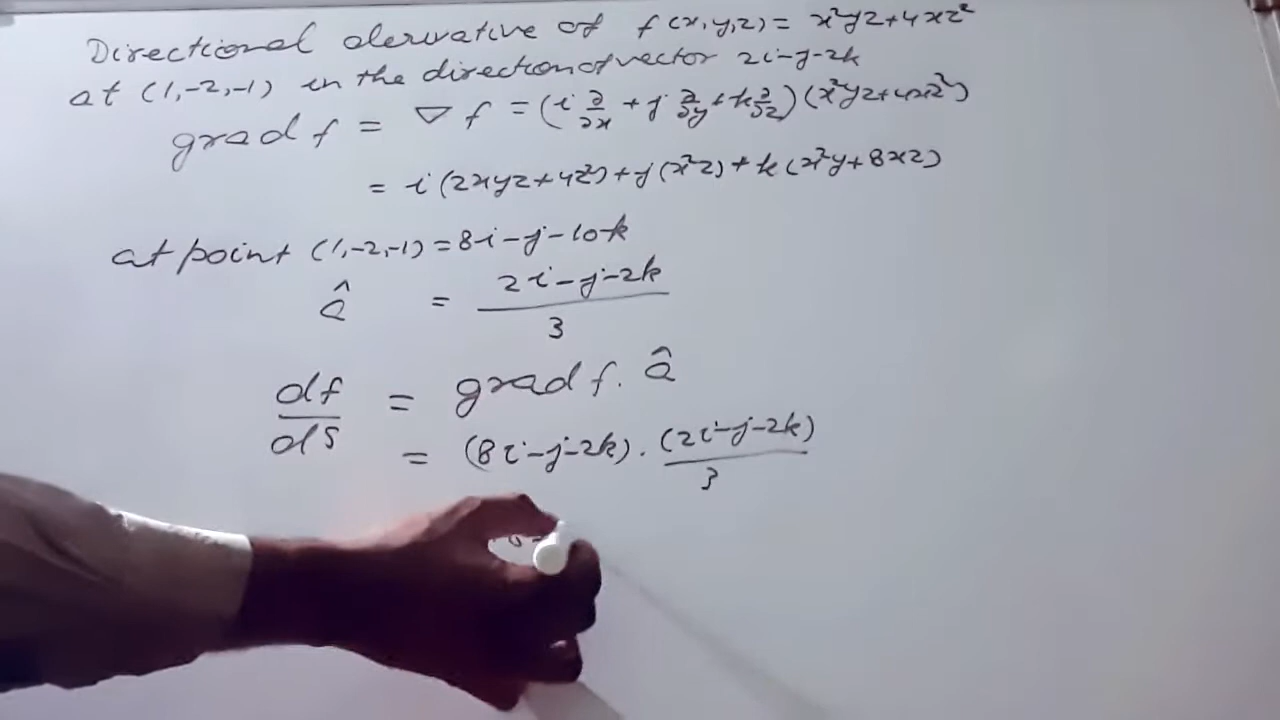 Directional derivative of f(x,y,z) = x²yz+4xz²
at (1,-2,-1) in the direction of vector 2i-j-2k
grad f = ∇f = (i ∂/∂x + j ∂/∂y + k ∂/∂z)(x²yz+4xz²)
= i(2xyz+4z²)+j(x²z)+k(x²y+8xz)
at point (1,-2,-1) = 8i-j-10k
â = (2i-j-2k)/3
df/ds = grad f. â
= (8i-j-2k) . (2i-j-2k)/3